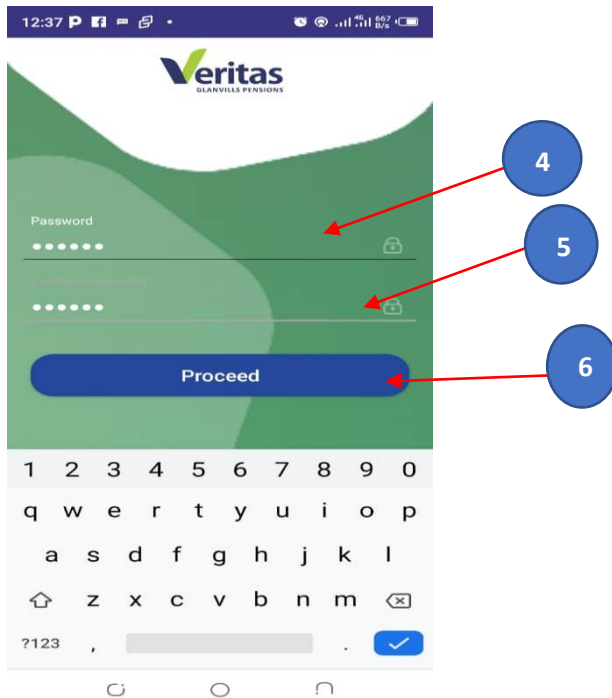 12:37
667
B/s
Veritas
GLANVILLS PENSIONS
4
Password
5
Confirm Password
Proceed
6
1 2 3 4 5 6 7 8 9 0
q w e r t y u i o p
a s d f g h j k l
z x c v b n m
?123 , .